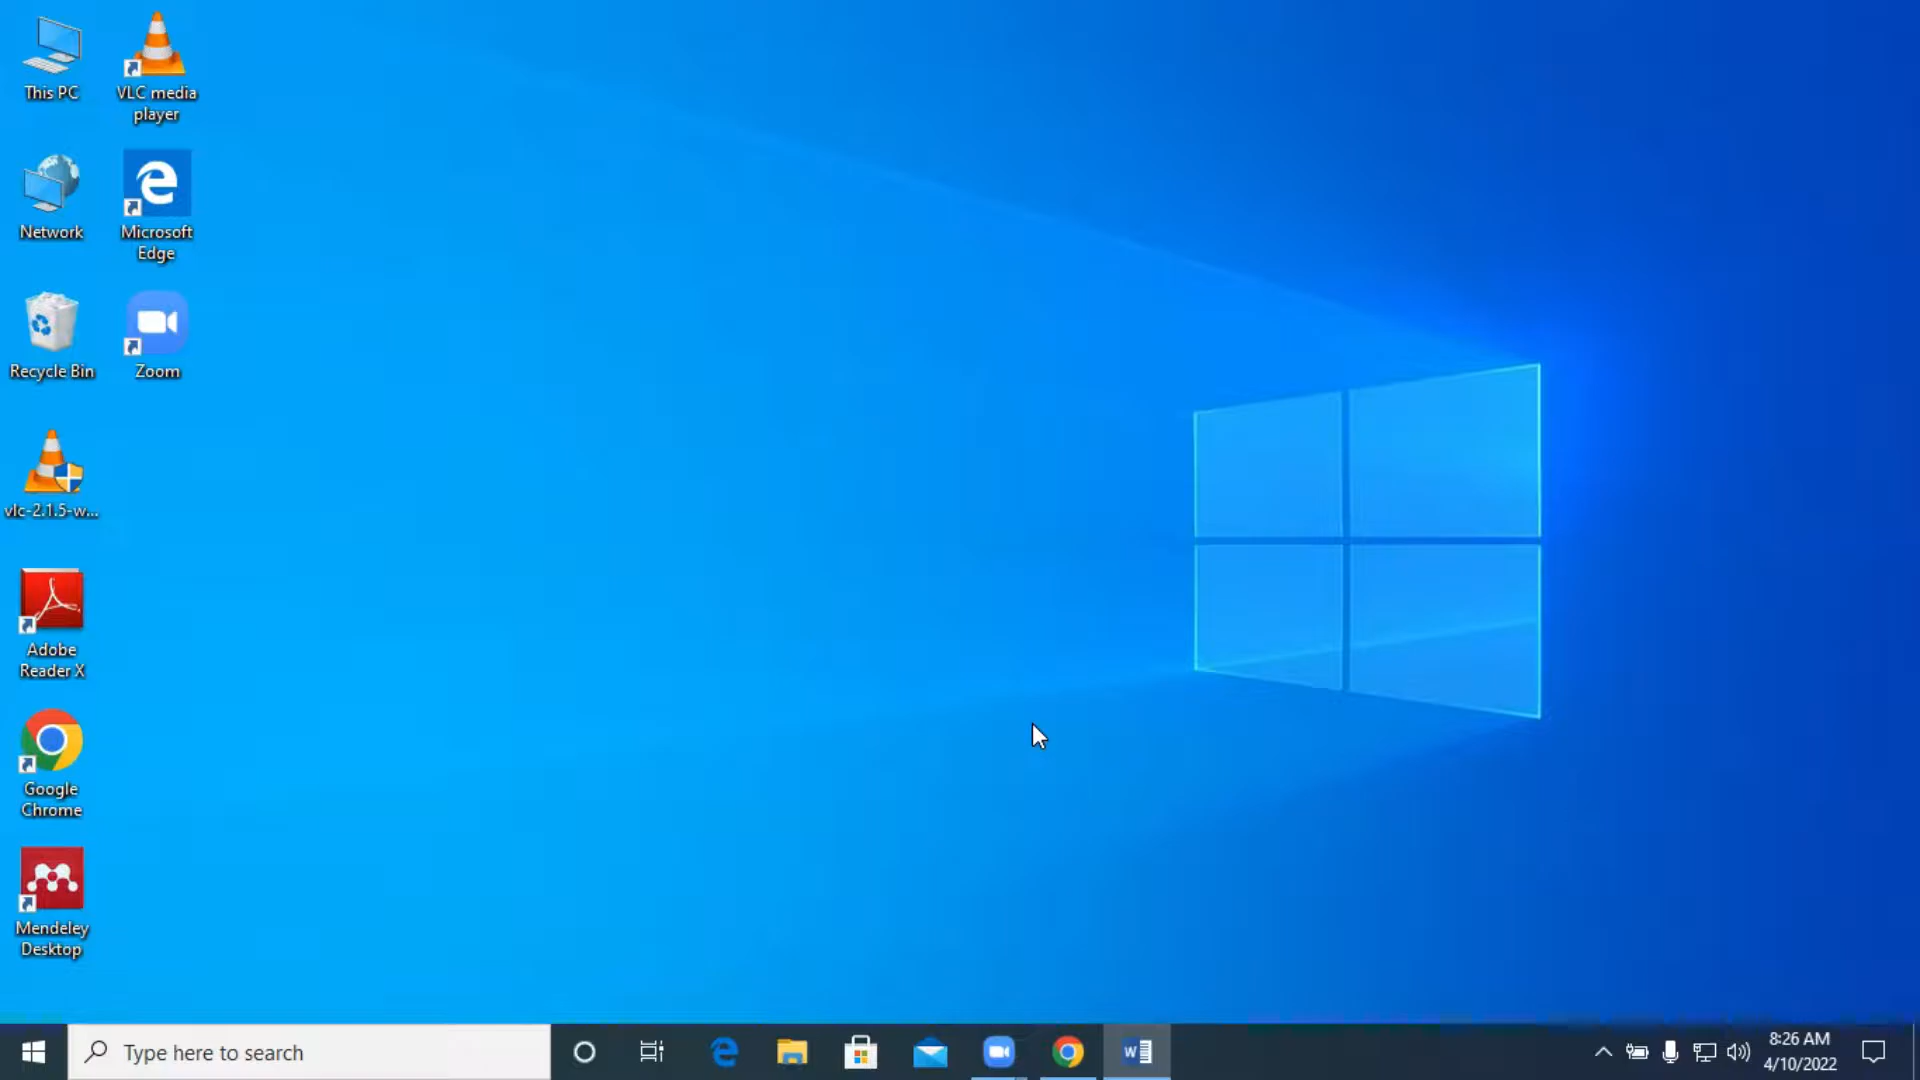 This PC
VLC media
player
Network
Microsoft
Edge
Recycle Bin
Zoom
vlc-2.1.5-w...
Adobe
Reader X
Google
Chrome
Mendeley
Desktop
Type here to search
8:26 AM
4/10/2022